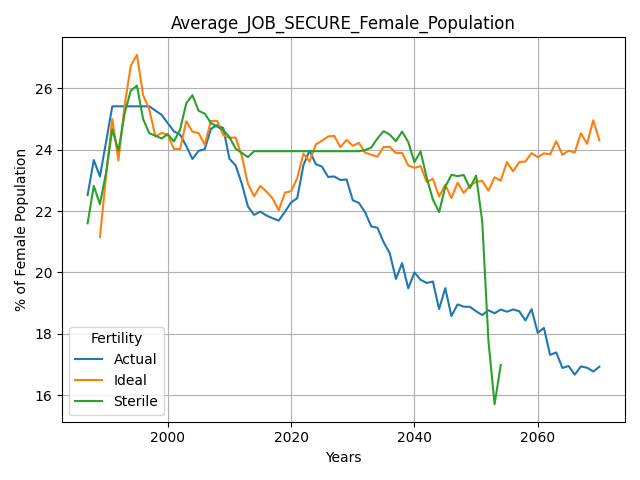 Average_JOB_SECURE_Female_Population
% of Female Population
26
24
22
20
18
16
Fertility
Actual
Ideal
Sterile
2000 2020 2040 2060
Years